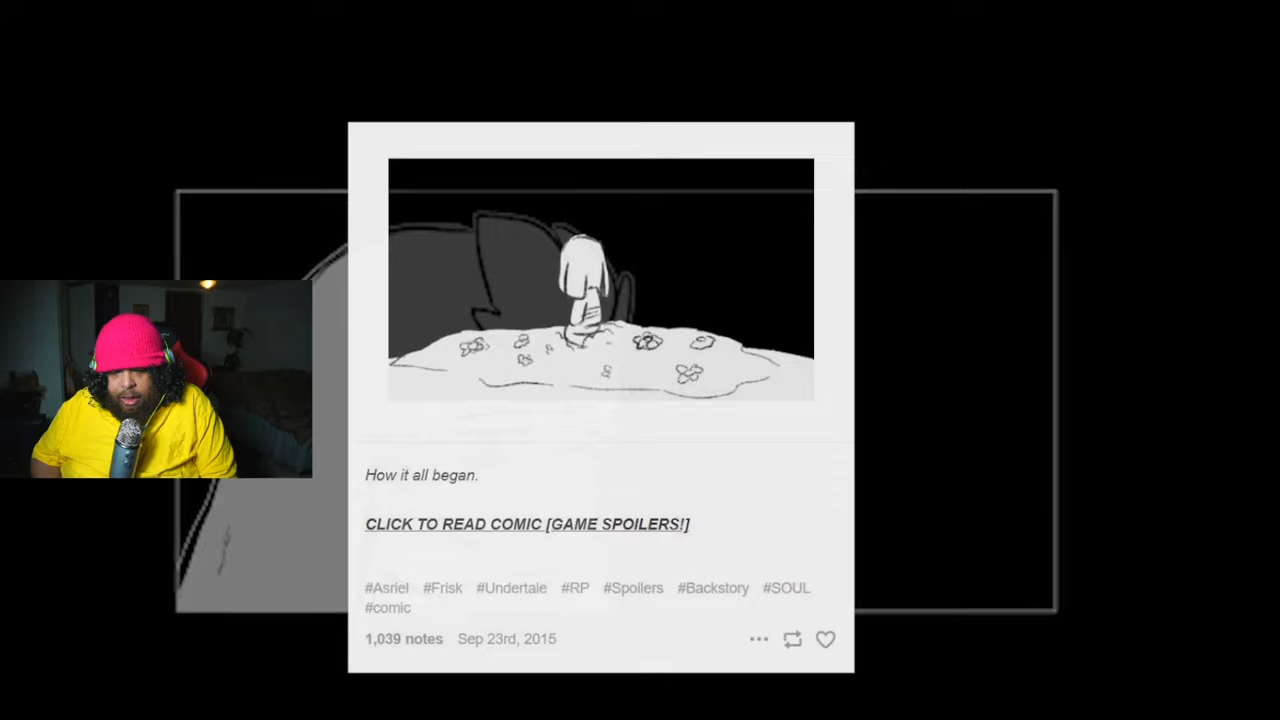 How it all began.
CLICK TO READ COMIC [GAME SPOILERS!]
#Asriel #Frisk #Undertale #RP #Spoilers #Backstory #SOUL
#comic
1,039 notes Sep 23rd, 2015